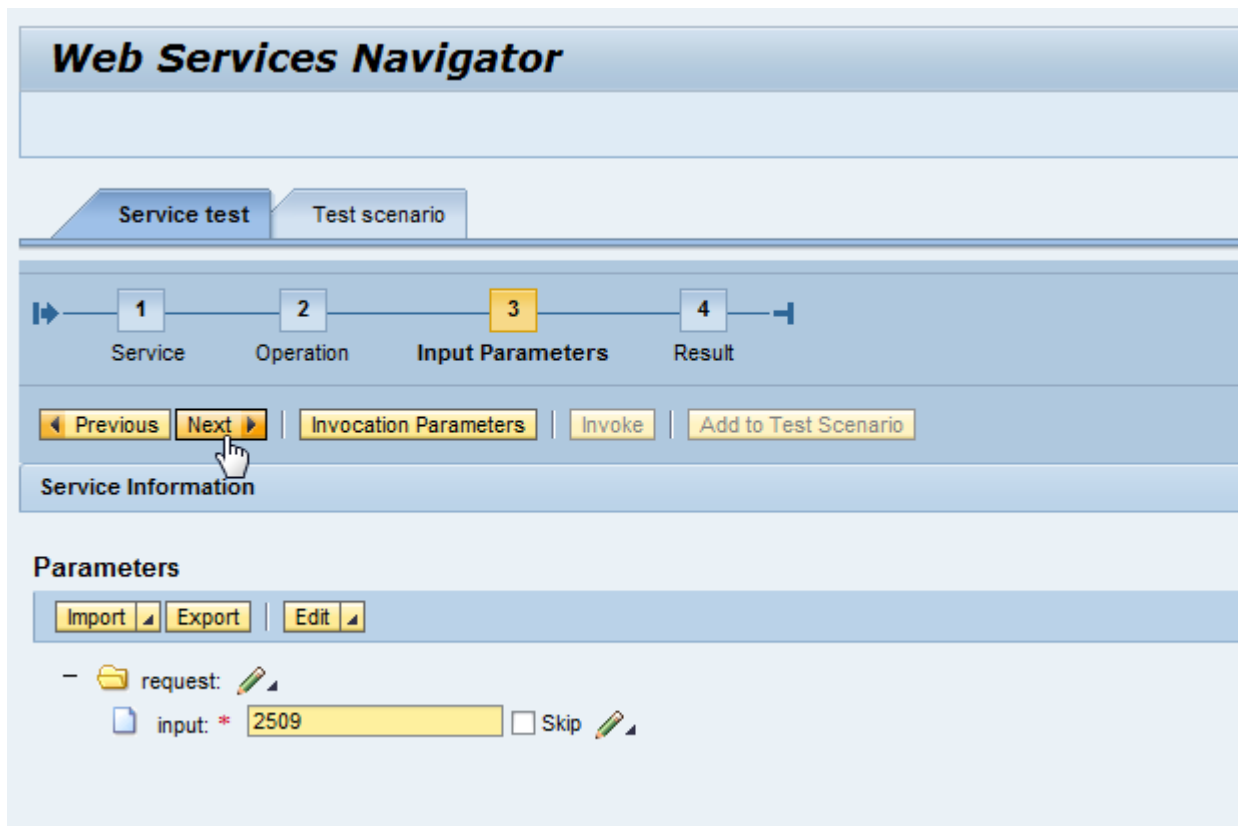 Web Services Navigator
Service test Test scenario
1 2 3 4
Service Operation Input Parameters Result
Previous Next Invocation Parameters Invoke Add to Test Scenario
Service Information
Parameters
Import Export Edit
request:
input: * 2509 Skip